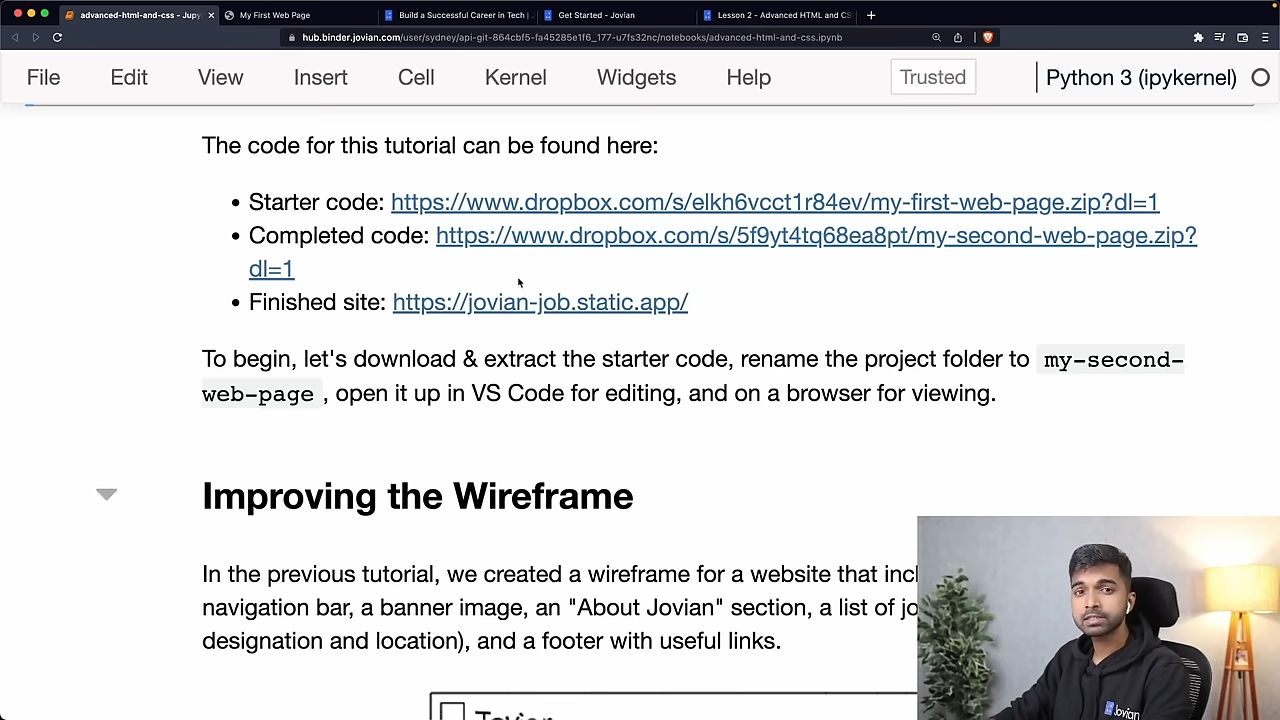 advanced-html-and-css - Jupy
My First Web Page
Build a Successful Career in Tech |
Get Started - Jovian
Lesson 2 - Advanced HTML and CS
hub.binder.jovian.com/user/sydney/api-git-864cbf5-fa45285e1f6_177-u7fs32nc/notebooks/advanced-html-and-css.ipynb
File Edit View Insert Cell Kernel Widgets Help Trusted Python 3 (ipykernel)
The code for this tutorial can be found here:
• Starter code: https://www.dropbox.com/s/elkh6vcct1r84ev/my-first-web-page.zip?dl=1
• Completed code: https://www.dropbox.com/s/5f9yt4tq68ea8pt/my-second-web-page.zip?
dl=1
• Finished site: https://jovian-job.static.app/
To begin, let's download & extract the starter code, rename the project folder to my-second-
web-page , open it up in VS Code for editing, and on a browser for viewing.
Improving the Wireframe
In the previous tutorial, we created a wireframe for a website that incl
navigation bar, a banner image, an "About Jovian" section, a list of jo
designation and location), and a footer with useful links.
Jovian
Jovian